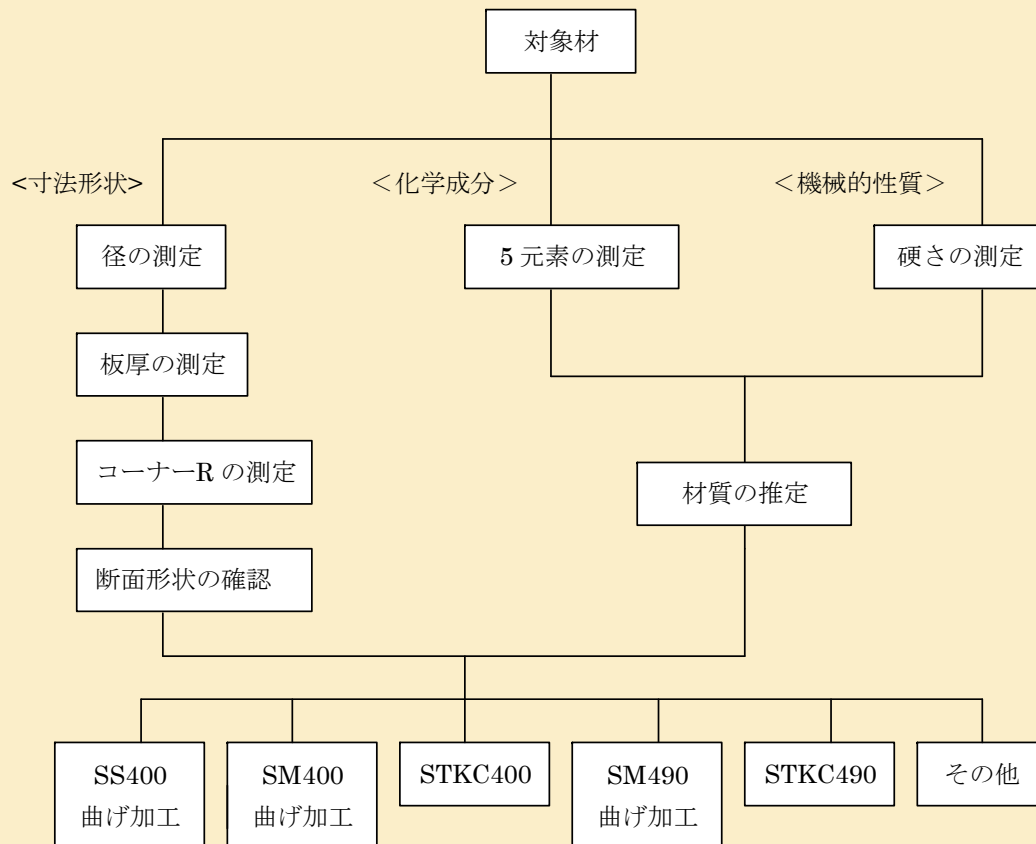 対象材
<寸法形状>
＜化学成分＞
＜機械的性質＞
径の測定
5 元素の測定
硬さの測定
板厚の測定
コーナーR の測定
材質の推定
断面形状の確認
SS400
曲げ加工
SM400
曲げ加工
STKC400
SM490
曲げ加工
STKC490
その他